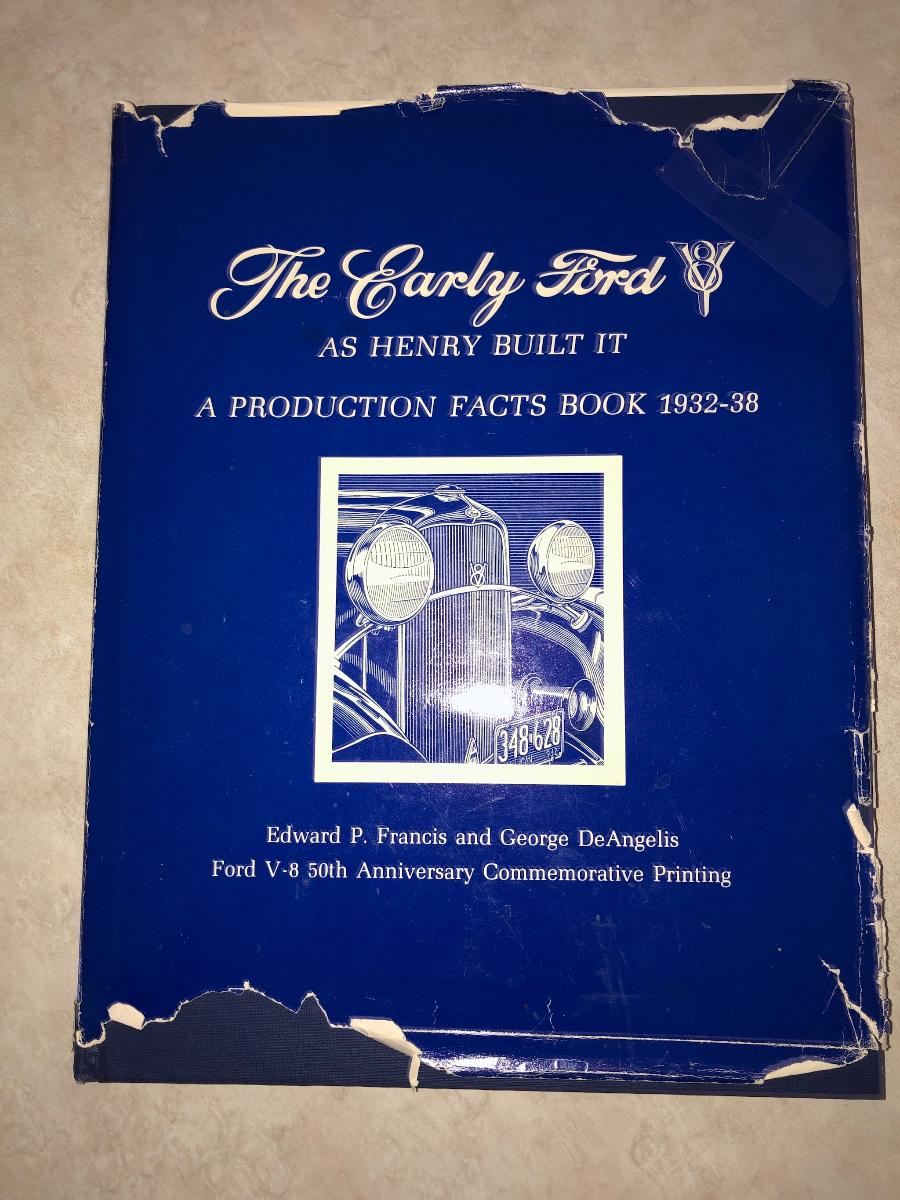 The Early Ford V8
AS HENRY BUILT IT
A PRODUCTION FACTS BOOK 1932-38
V8
348·628
Edward P. Francis and George DeAngelis
Ford V-8 50th Anniversary Commemorative Printing